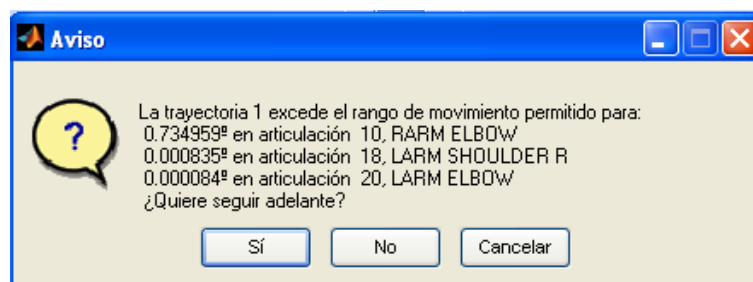 Aviso
La trayectoria 1 excede el rango de movimiento permitido para:
0.734959º en articulación 10, RARM ELBOW
0.000835º en articulación 18, LARM SHOULDER R
0.000084º en articulación 20, LARM ELBOW
¿Quiere seguir adelante?
Sí No Cancelar